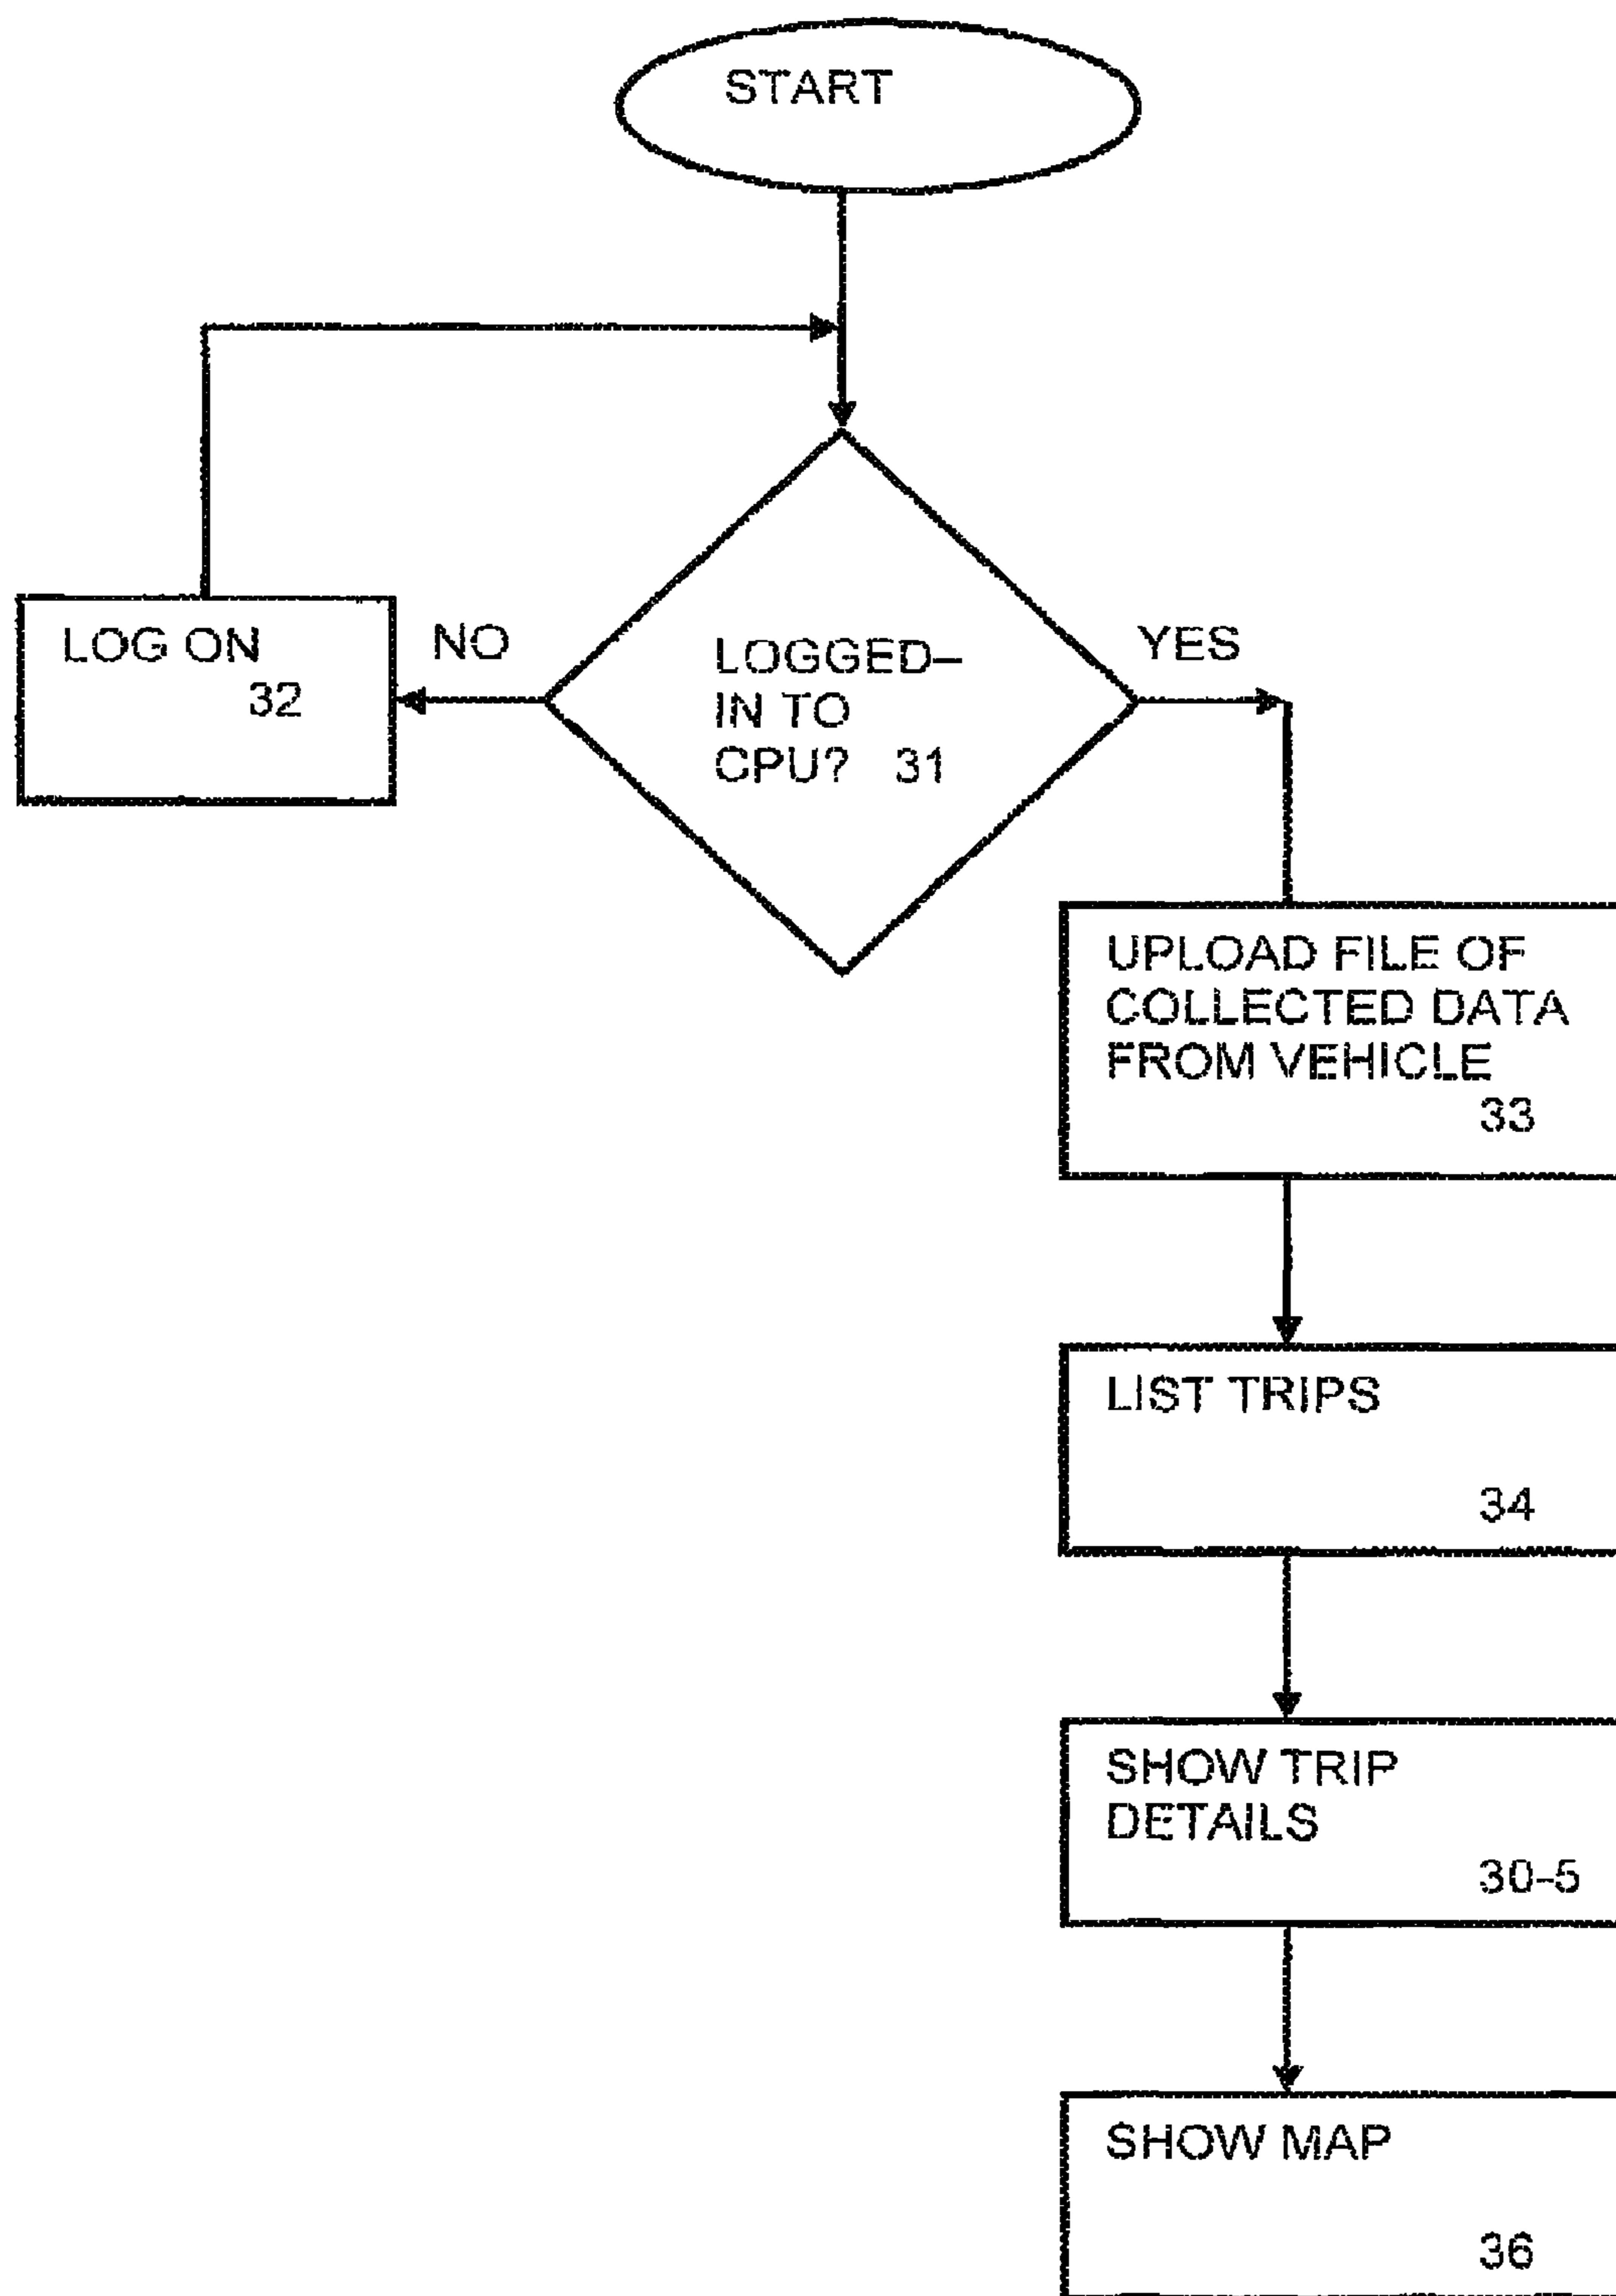 START
LOG ON
32
NO
LOGGED–
IN TO
CPU? 31
YES
UPLOAD FILE OF
COLLECTED DATA
FROM VEHICLE
33
LIST TRIPS
34
SHOW TRIP
DETAILS
30–5
SHOW MAP
36